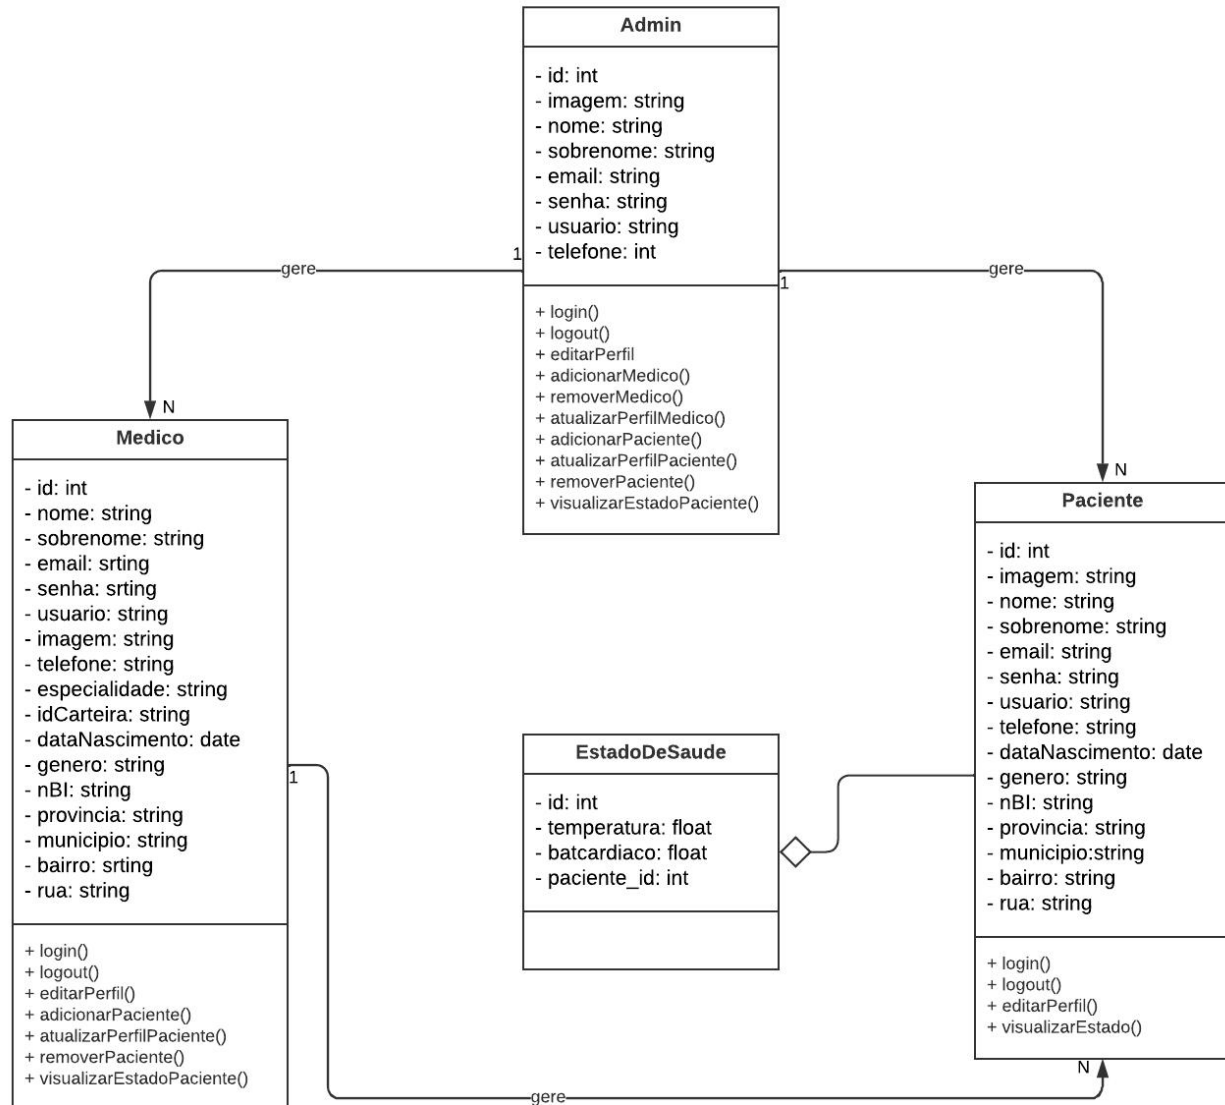 Admin
- id: int
- imagem: string
- nome: string
- sobrenome: string
- email: string
- senha: string
- usuario: string
- telefone: int
1
gere
1
gere
+ login()
+ logout()
+ editarPerfil
+ adicionarMedico()
+ removerMedico()
+ atualizarPerfilMedico()
+ adicionarPaciente()
+ atualizarPerfilPaciente()
+ removerPaciente()
+ visualizarEstadoPaciente()
N
Medico
- id: int
- nome: string
- sobrenome: string
- email: srting
- senha: srting
- usuario: string
- imagem: string
- telefone: string
- especialidade: string
- idCarteira: string
- dataNascimento: date
- genero: string
- nBI: string
- provincia: string
- municipio: string
- bairro: srting
- rua: string
+ login()
+ logout()
+ editarPerfil()
+ adicionarPaciente()
+ atualizarPerfilPaciente()
+ removerPaciente()
+ visualizarEstadoPaciente()
1
EstadoDeSaude
- id: int
- temperatura: float
- batcardiaco: float
- paciente_id: int
N
Paciente
- id: int
- imagem: string
- nome: string
- sobrenome: string
- email: string
- senha: string
- usuario: string
- telefone: string
- dataNascimento: date
- genero: string
- nBI: string
- provincia: string
- municipio:string
- bairro: string
- rua: string
+ login()
+ logout()
+ editarPerfil()
+ visualizarEstado()
N
gere